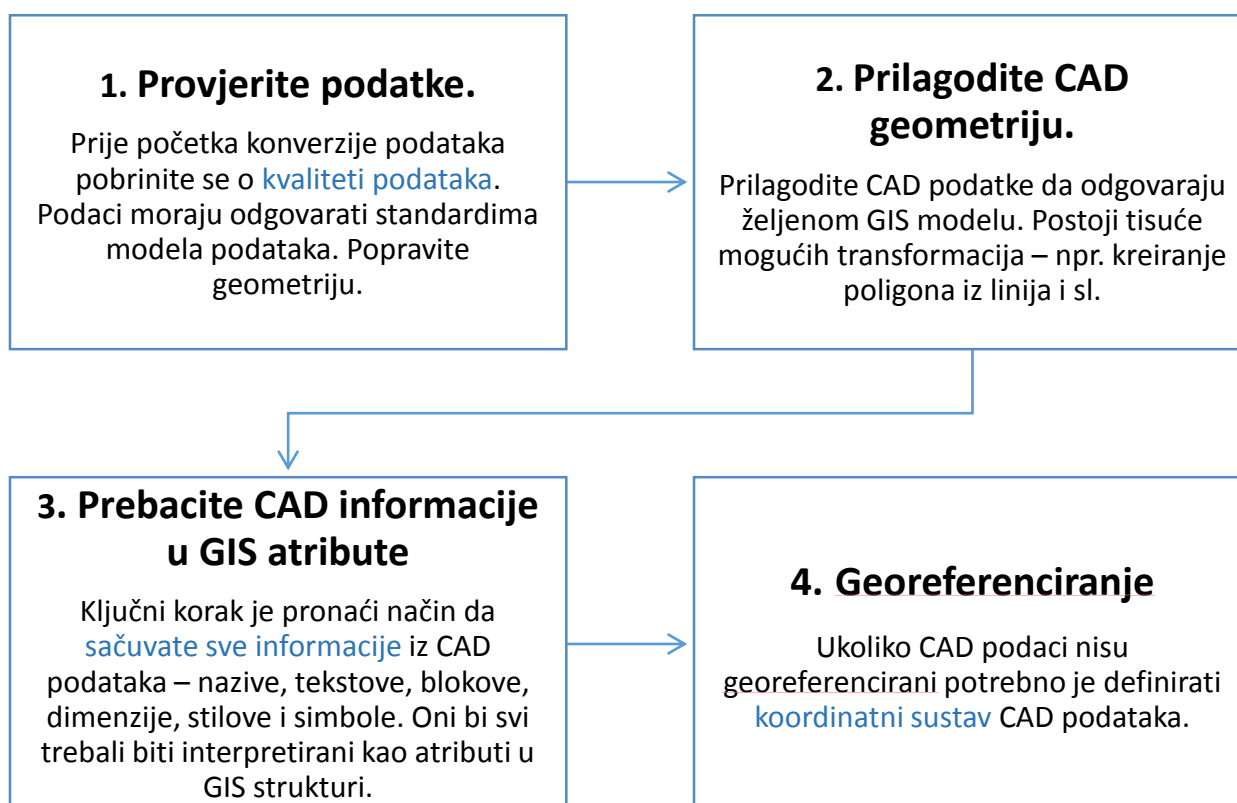 1. Provjerite podatke.
Prije početka konverzije podataka
pobrinite se o kvaliteti podataka.
Podaci moraju odgovarati standardima
modela podataka. Popravite
geometriju.
2. Prilagodite CAD
geometriju.
Prilagodite CAD podatke da odgovaraju
željenom GIS modelu. Postoji tisuće
mogućih transformacija – npr. kreiranje
poligona iz linija i sl.
3. Prebacite CAD informacije
u GIS atribute
Ključni korak je pronaći način da
sačuvate sve informacije iz CAD
podataka – nazive, tekstove, blokove,
dimenzije, stilove i simbole. Oni bi svi
trebali biti interpretirani kao atributi u
GIS strukturi.
4. Georeferenciranje
Ukoliko CAD podaci nisu
georeferencirani potrebno je definirati
koordinatni sustav CAD podataka.